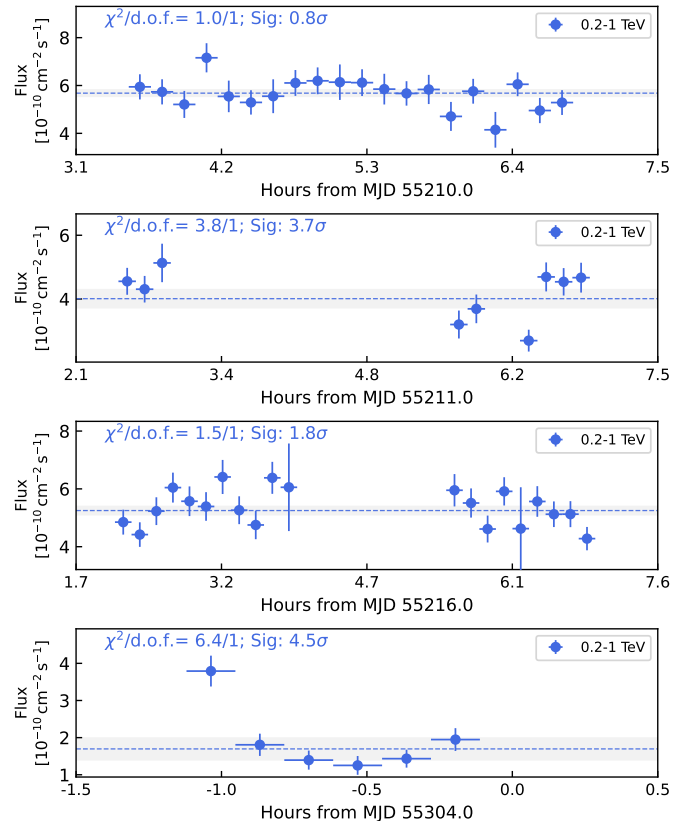 χ²/d.o.f.= 1.0/1; Sig: 0.8σ
0.2-1 TeV
Flux
[10⁻¹⁰ cm⁻² s⁻¹]
8
6
4
3.1 4.2 5.3 6.4 7.5
Hours from MJD 55210.0
χ²/d.o.f.= 3.8/1; Sig: 3.7σ
0.2-1 TeV
Flux
[10⁻¹⁰ cm⁻² s⁻¹]
6
4
2.1 3.4 4.8 6.2 7.5
Hours from MJD 55211.0
χ²/d.o.f.= 1.5/1; Sig: 1.8σ
0.2-1 TeV
Flux
[10⁻¹⁰ cm⁻² s⁻¹]
8
6
4
1.7 3.2 4.7 6.1 7.6
Hours from MJD 55216.0
χ²/d.o.f.= 6.4/1; Sig: 4.5σ
0.2-1 TeV
Flux
[10⁻¹⁰ cm⁻² s⁻¹]
4
3
2
1
-1.5 -1.0 -0.5 0.0 0.5
Hours from MJD 55304.0